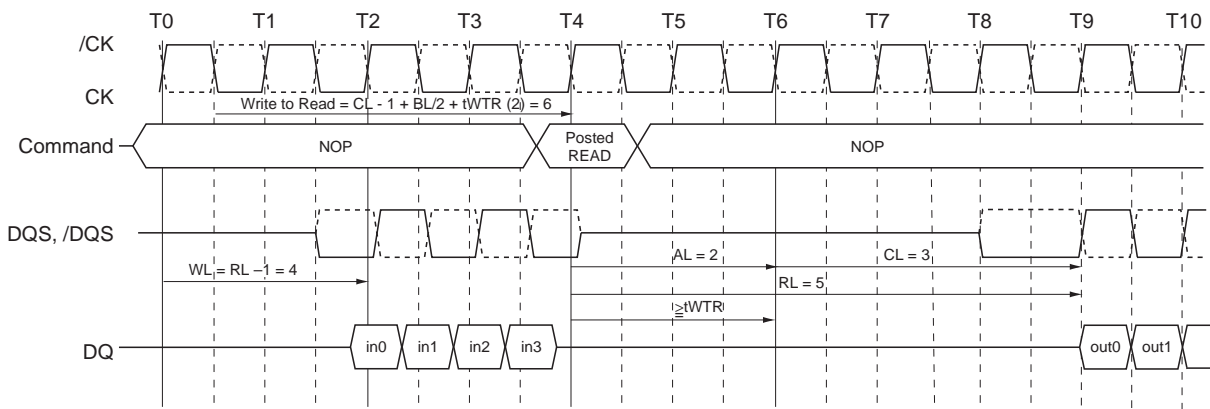 T0 T1 T2 T3 T4 T5 T6 T7 T8 T9 T10
/CK
CK
Write to Read = CL - 1 + BL/2 + tWTR (2) = 6
Command
NOP
Posted
READ
NOP
DQS, /DQS
WL = RL –1 = 4
AL = 2
CL = 3
RL = 5
≧tWTR
DQ
in0 in1 in2 in3
out0 out1